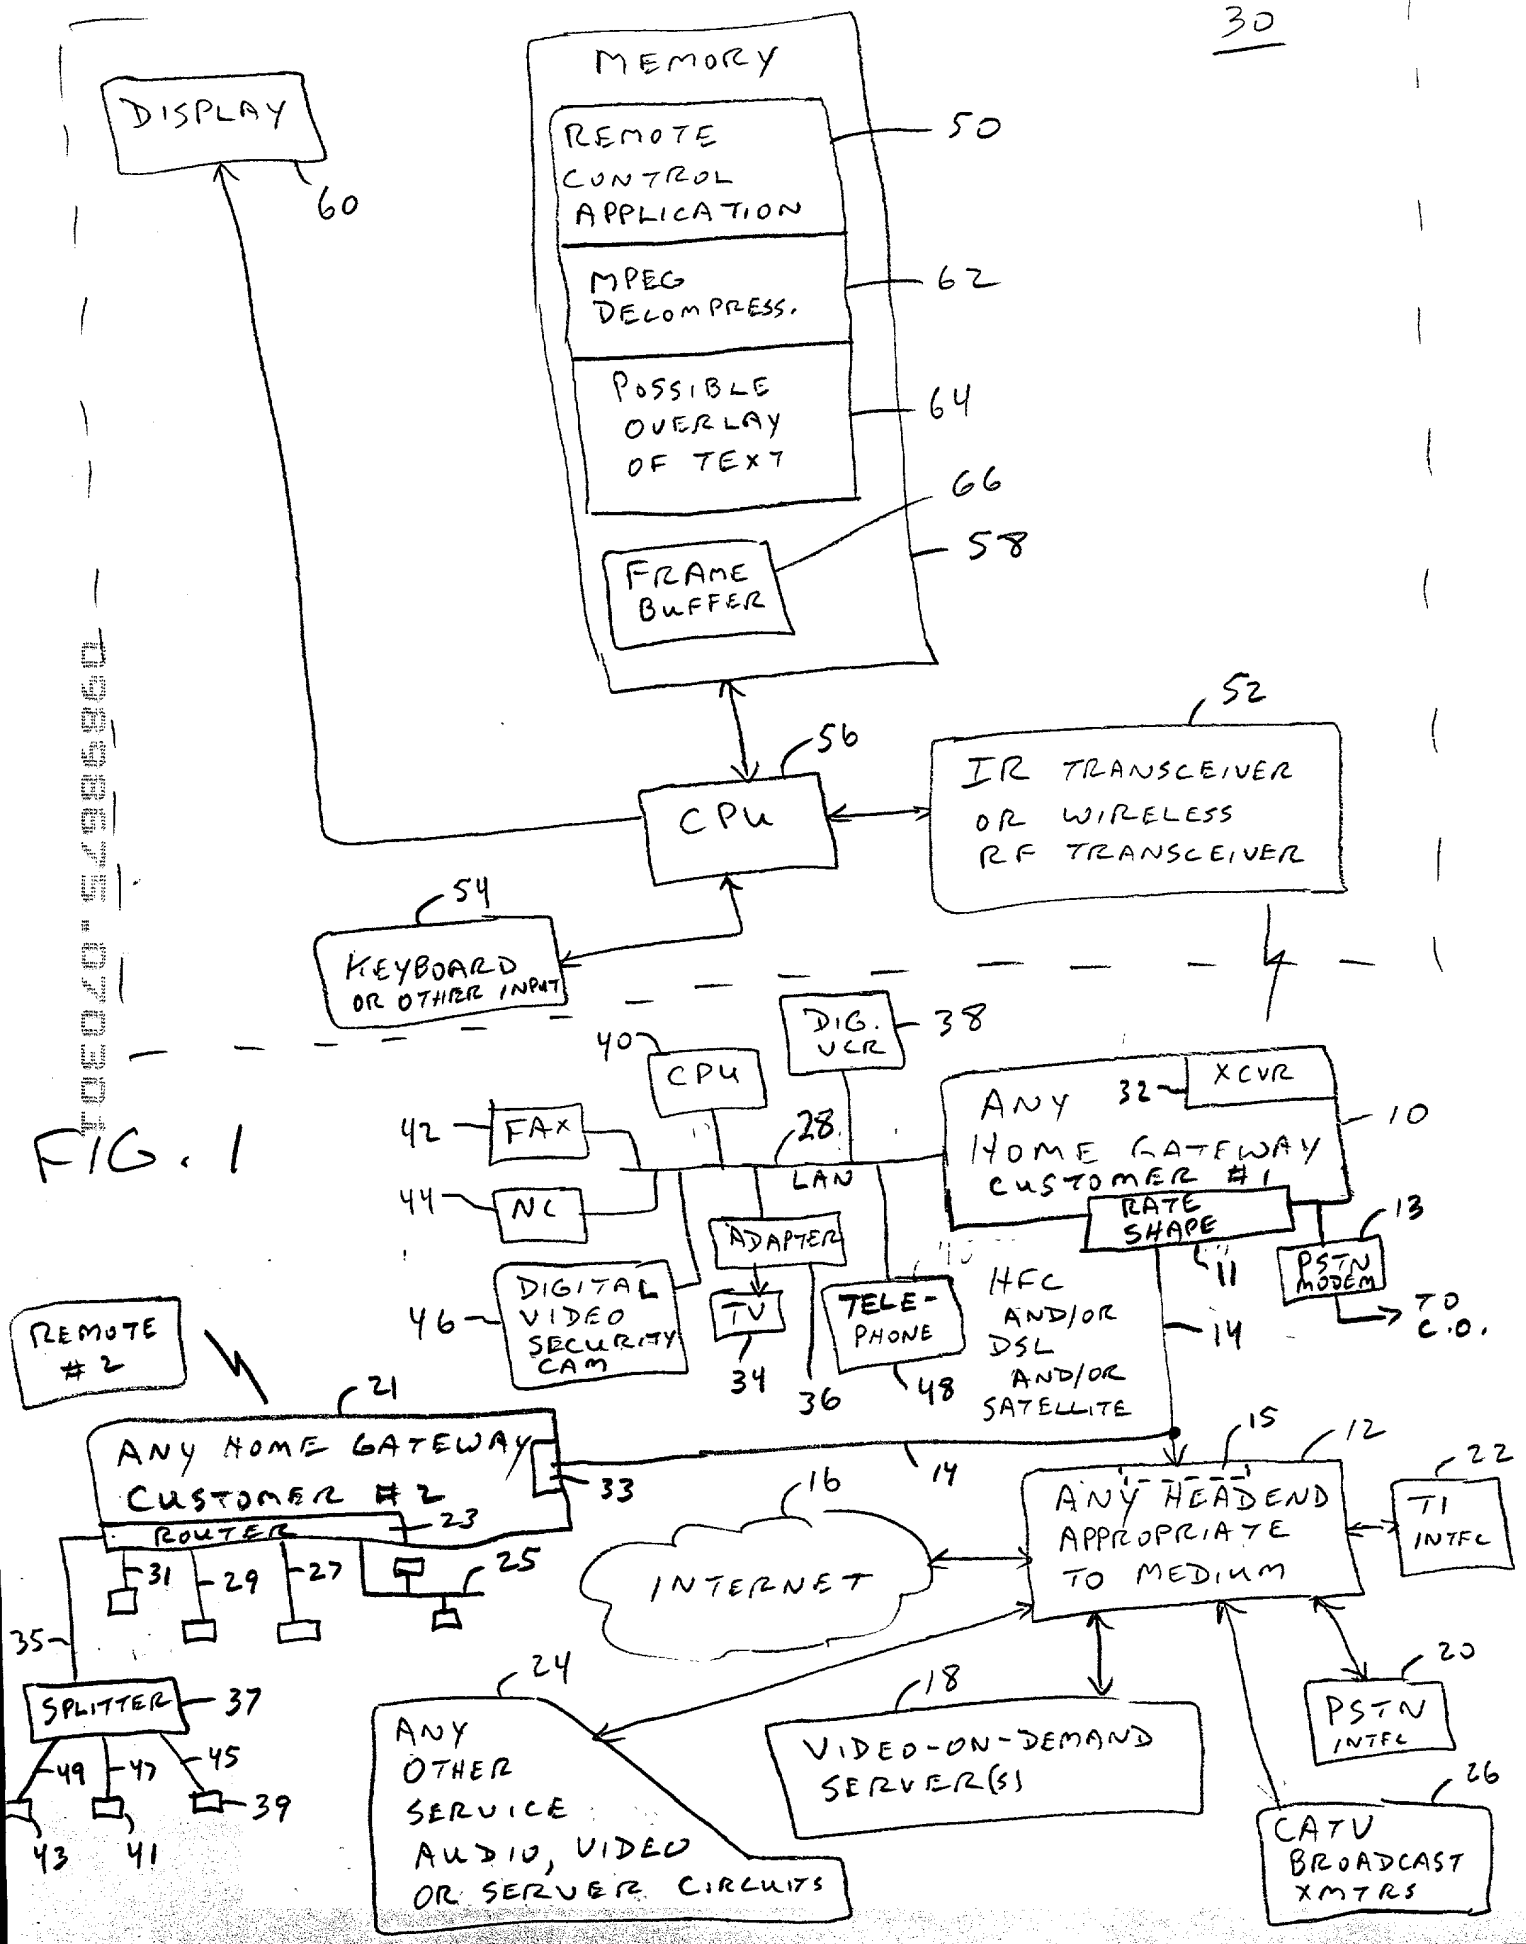 30
MEMORY
DISPLAY
60
REMOTE
CONTROL
APPLICATION
50
MPEG
DECOMPRESS.
62
POSSIBLE
OVERLAY
OF TEXT
64
66
58
FRAME
BUFFER
52
56
CPU
IR TRANSCEIVER
OR WIRELESS
RF TRANSCEIVER
54
KEYBOARD
OR OTHER INPUT
FIG. 1
40
CPU
DIG.
VCR
38
42
FAX
28
LAN
32
XCVR
ANY
HOME GATEWAY
CUSTOMER #1
10
44
NC
RATE
SHAPE
11
13
PSTN
MODEM
TO
C.O.
ADAPTER
36
TV
34
46
DIGITAL
VIDEO
SECURITY
CAM
TELE-
PHONE
48
HFC
AND/OR
DSL
AND/OR
SATELLITE
14
REMOTE
#2
21
ANY HOME GATEWAY
CUSTOMER #2
33
ROUTER
23
14
31
29
27
25
35
SPLITTER
37
49
47
45
43
41
39
16
INTERNET
15
12
ANY HEADEND
APPROPRIATE
TO MEDIUM
22
T1
INTFC
24
ANY
OTHER
SERVICE
AUDIO, VIDEO
OR SERVER CIRCUITS
18
VIDEO-ON-DEMAND
SERVER(S)
20
PSTN
INTFC
26
CATV
BROADCAST
XMTRS